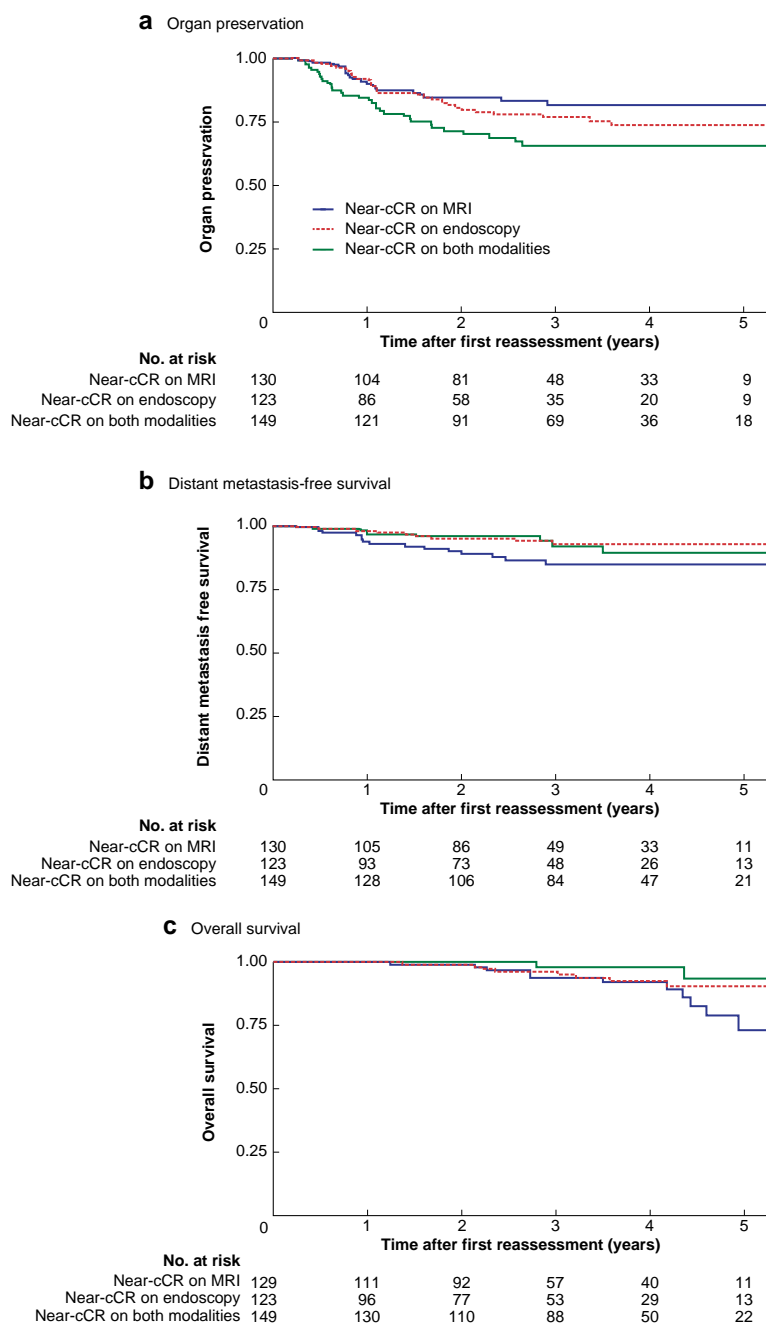 a Organ preservation
1.00
0.75
0.50
0.25
0
Organ pressrvation
Near-cCR on MRI
Near-cCR on endoscopy
Near-cCR on both modalities
1 2 3 4 5
Time after first reassessment (years)
No. at risk
Near-cCR on MRI 130 104 81 48 33 9
Near-cCR on endoscopy 123 86 58 35 20 9
Near-cCR on both modalities 149 121 91 69 36 18
b Distant metastasis-free survival
1.00
0.75
0.50
0.25
0
Distant metastasis free survival
1 2 3 4 5
Time after first reassessment (years)
No. at risk
Near-cCR on MRI 130 105 86 49 33 11
Near-cCR on endoscopy 123 93 73 48 26 13
Near-cCR on both modalities 149 128 106 84 47 21
c Overall survival
1.00
0.75
0.50
0.25
0
Overall survival
1 2 3 4 5
Time after first reassessment (years)
No. at risk
Near-cCR on MRI 129 111 92 57 40 11
Near-cCR on endoscopy 123 96 77 53 29 13
Near-cCR on both modalities 149 130 110 88 50 22